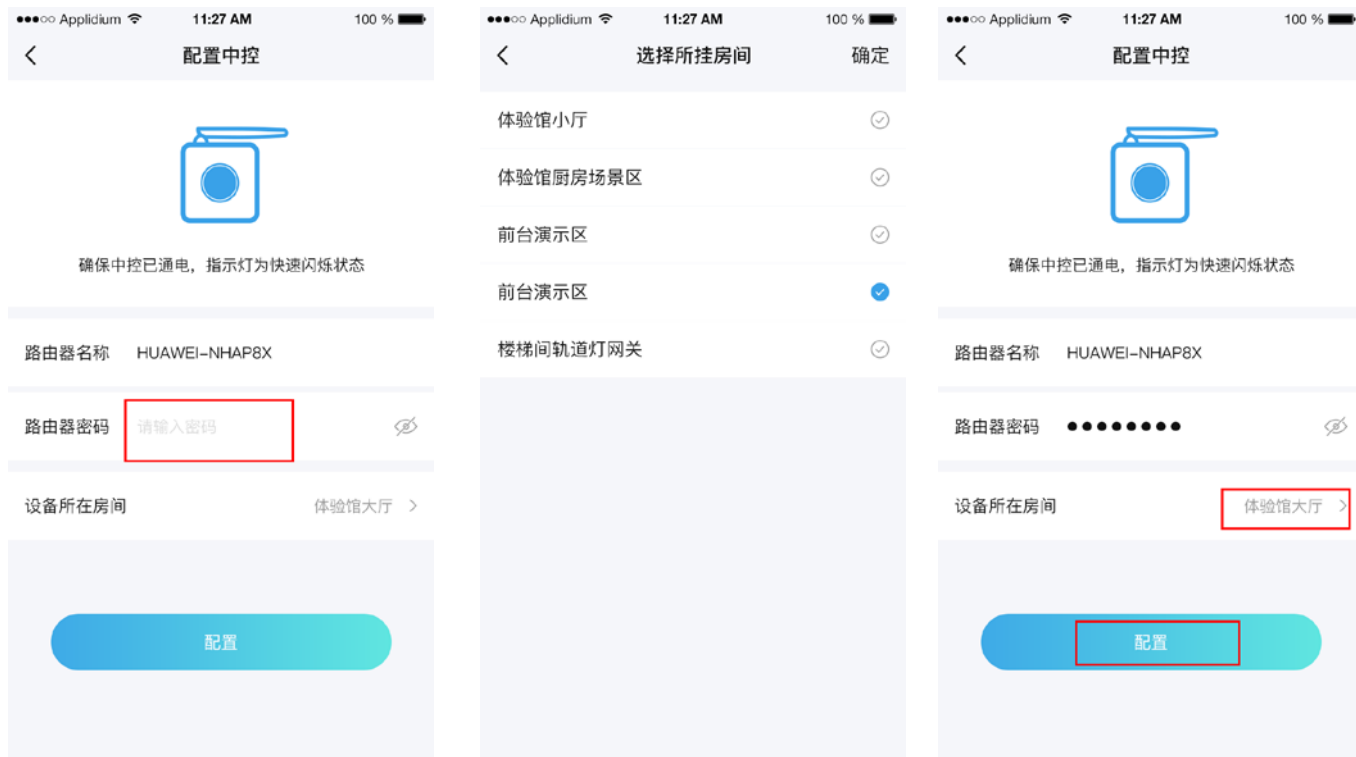 ●●●○○ Applidium 11:27 AM 100 %
配置中控
确保中控已通电，指示灯为快速闪烁状态
路由器名称 HUAWEI-NHAP8X
路由器密码 请输入密码
设备所在房间 体验馆大厅 >
配置
●●●○○ Applidium 11:27 AM 100 %
选择所挂房间 确定
体验馆小厅
体验馆厨房场景区
前台演示区
前台演示区
楼梯间轨道灯网关
●●●○○ Applidium 11:27 AM 100 %
配置中控
确保中控已通电，指示灯为快速闪烁状态
路由器名称 HUAWEI-NHAP8X
路由器密码 ●●●●●●●●
设备所在房间 体验馆大厅 >
配置